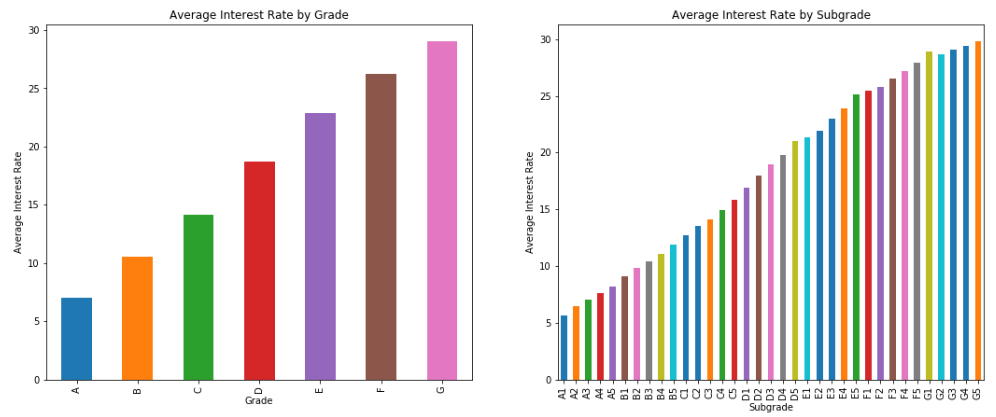 Average Interest Rate by Grade
30
25
20
15
10
5
0
Average Interest Rate
A
B
C
D
E
F
G
Grade
Average Interest Rate by Subgrade
30
25
20
15
10
5
0
Average Interest Rate
A1
A2
A3
A4
A5
B1
B2
B3
B4
B5
C1
C2
C3
C4
C5
D1
D2
D3
D4
D5
E1
E2
E3
E4
E5
F1
F2
F3
F4
F5
G1
G2
G3
G4
G5
Subgrade